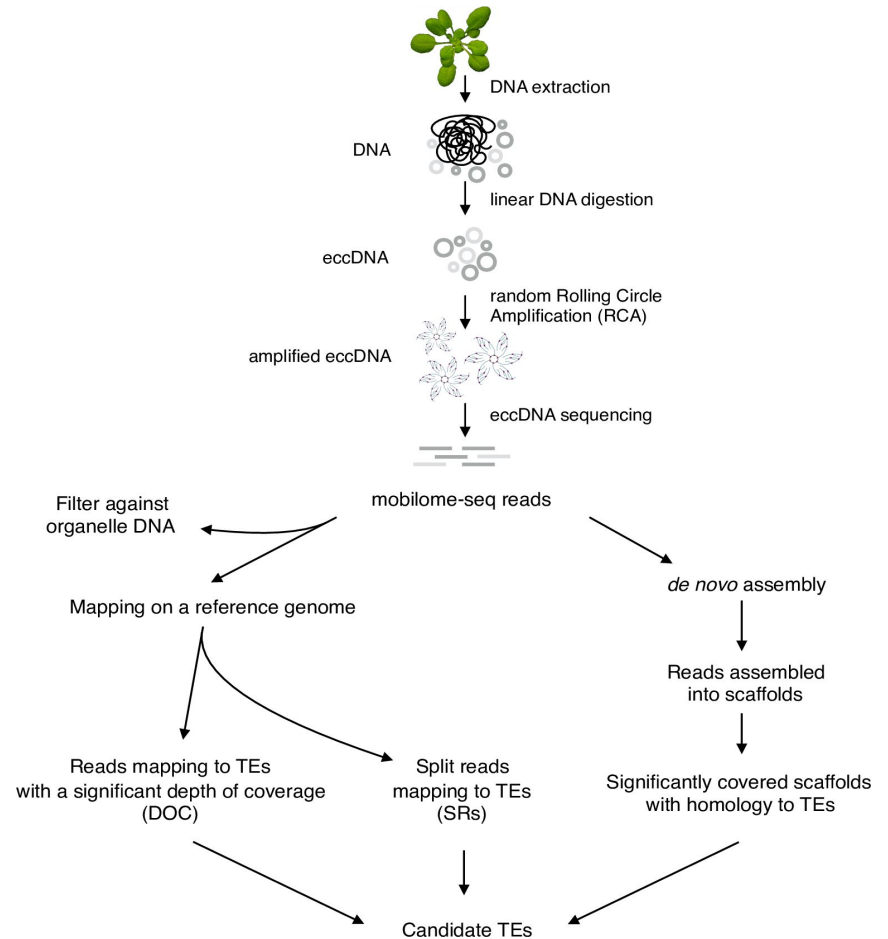 DNA extraction
DNA
linear DNA digestion
eccDNA
random Rolling Circle
Amplification (RCA)
amplified eccDNA
eccDNA sequencing
mobilome-seq reads
Filter against
organelle DNA
Mapping on a reference genome
de novo assembly
Reads assembled
into scaffolds
Reads mapping to TEs
with a significant depth of coverage
(DOC)
Split reads
mapping to TEs
(SRs)
Significantly covered scaffolds
with homology to TEs
Candidate TEs